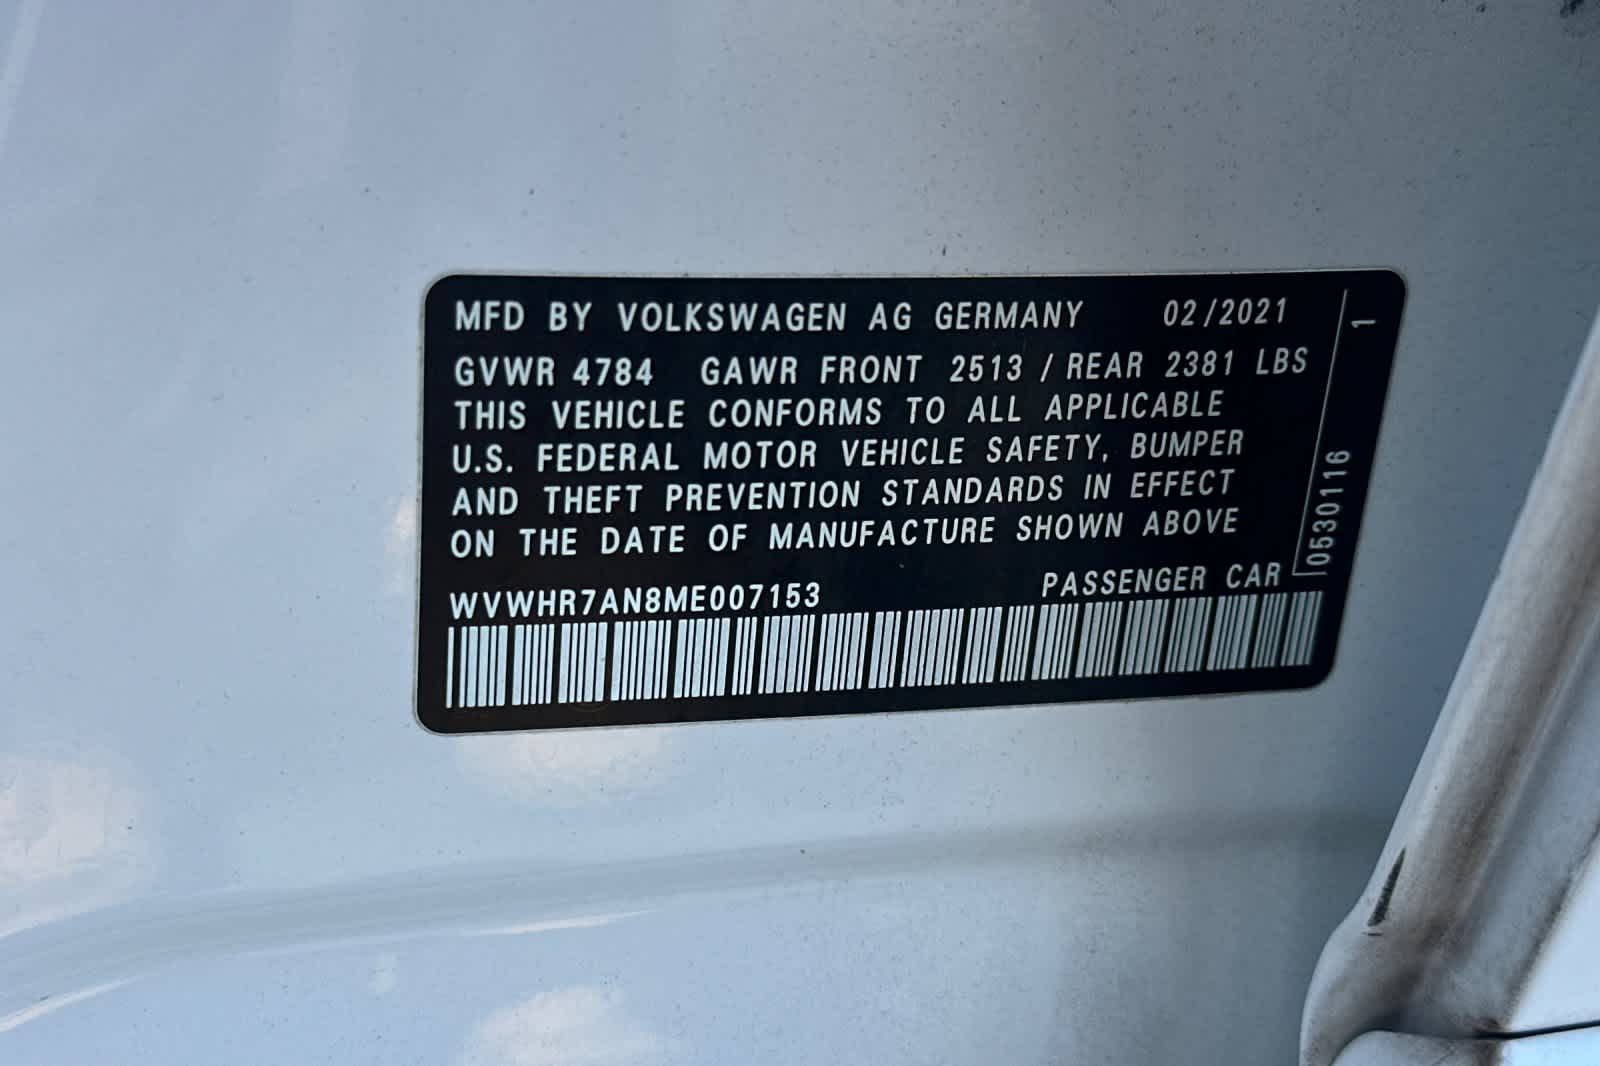 MFD BY VOLKSWAGEN AG GERMANY 02/2021
GVWR 4784 GAWR FRONT 2513 / REAR 2381 LBS
THIS VEHICLE CONFORMS TO ALL APPLICABLE
U.S. FEDERAL MOTOR VEHICLE SAFETY, BUMPER
AND THEFT PREVENTION STANDARDS IN EFFECT
ON THE DATE OF MANUFACTURE SHOWN ABOVE
WVWHR7AN8ME007153 PASSENGER CAR
0530116 1